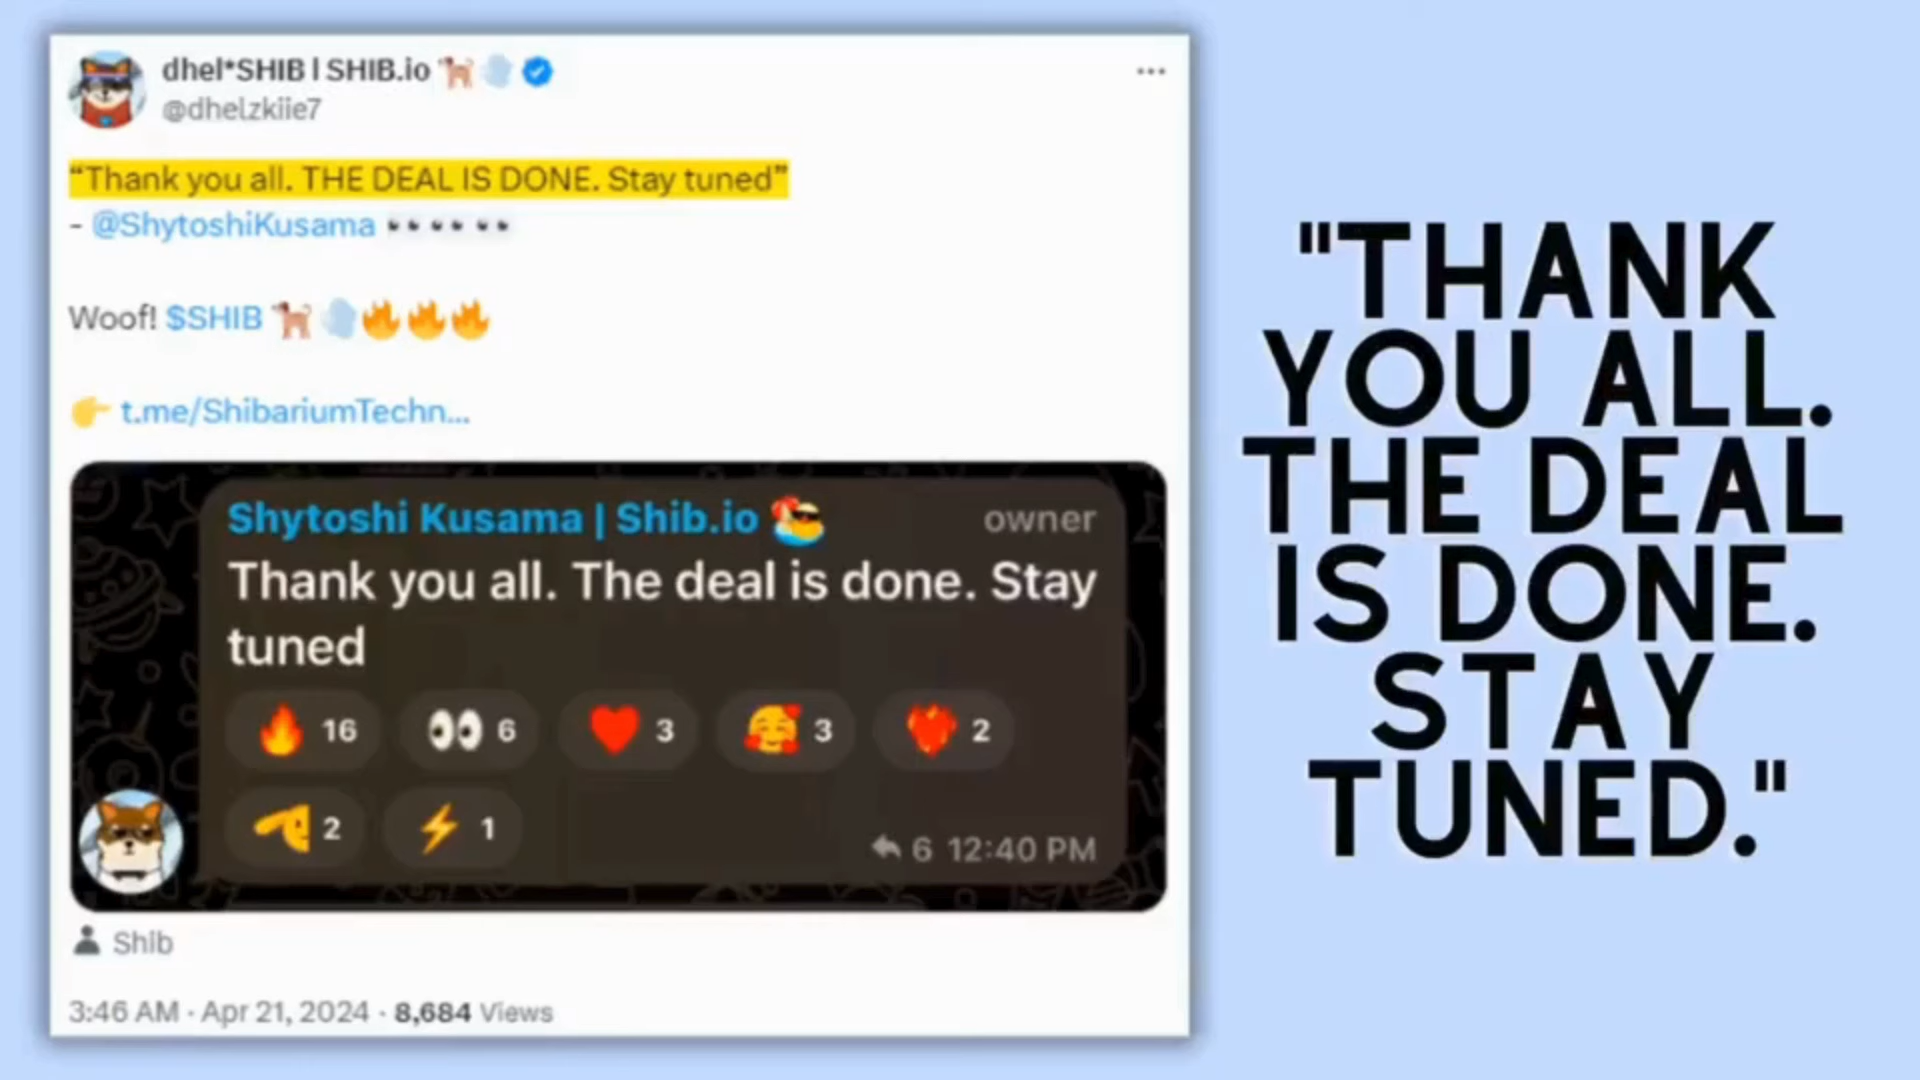 dhel*SHIB | SHIB.io
@dhelzkiie7
“Thank you all. THE DEAL IS DONE. Stay tuned”
- @ShytoshiKusama
Woof! $SHIB
t.me/ShibariumTechn...
Shytoshi Kusama | Shib.io
owner
Thank you all. The deal is done. Stay
tuned
16 6 3 3 2
2 1
6 12:40 PM
Shib
3:46 AM · Apr 21, 2024 · 8,684 Views
"THANK
YOU ALL.
THE DEAL
IS DONE.
STAY
TUNED."